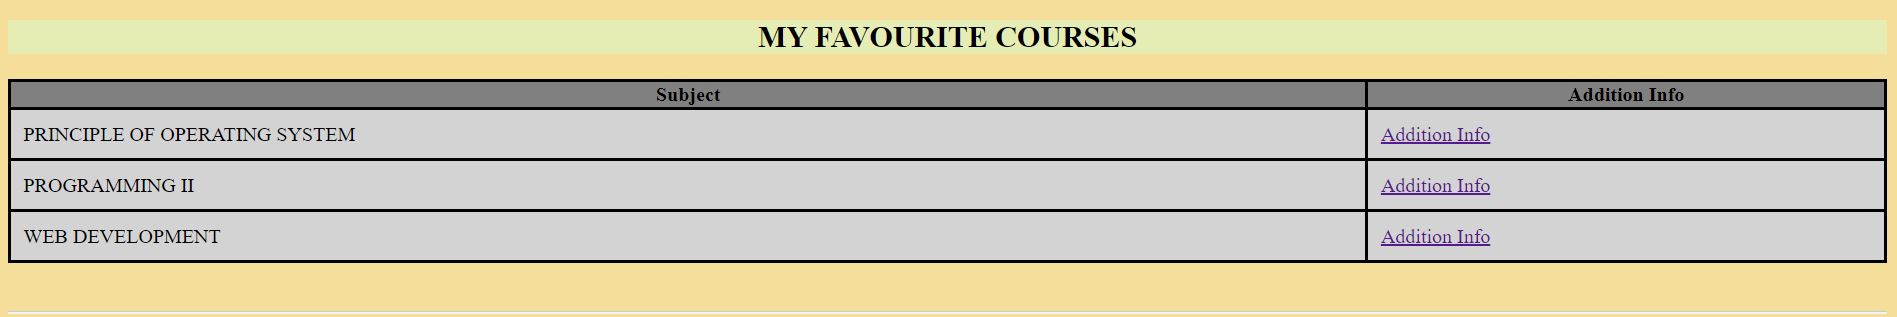 MY FAVOURITE COURSES
Subject Addition Info
PRINCIPLE OF OPERATING SYSTEM Addition Info
PROGRAMMING II Addition Info
WEB DEVELOPMENT Addition Info